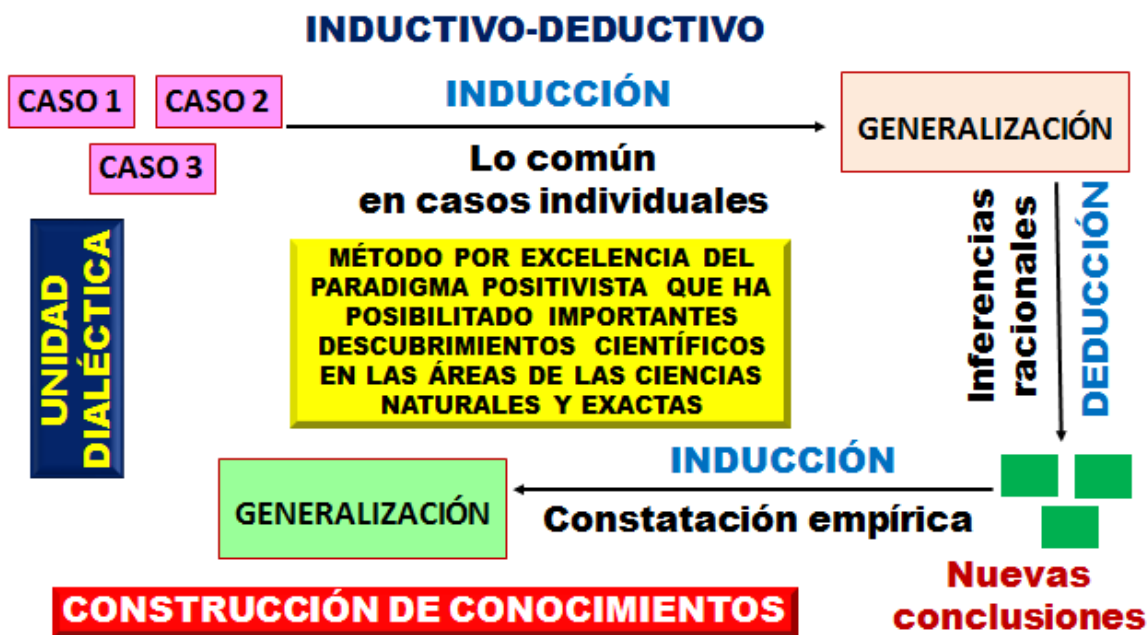 INDUCTIVO-DEDUCTIVO
CASO 1
CASO 2
CASO 3
INDUCCIÓN
Lo común
en casos individuales
GENERALIZACIÓN
Inferencias
racionales
DEDUCCIÓN
UNIDAD
DIALÉCTICA
MÉTODO POR EXCELENCIA DEL
PARADIGMA POSITIVISTA QUE HA
POSIBILITADO IMPORTANTES
DESCUBRIMIENTOS CIENTÍFICOS
EN LAS ÁREAS DE LAS CIENCIAS
NATURALES Y EXACTAS
INDUCCIÓN
Constatación empírica
GENERALIZACIÓN
Nuevas
conclusiones
CONSTRUCCIÓN DE CONOCIMIENTOS